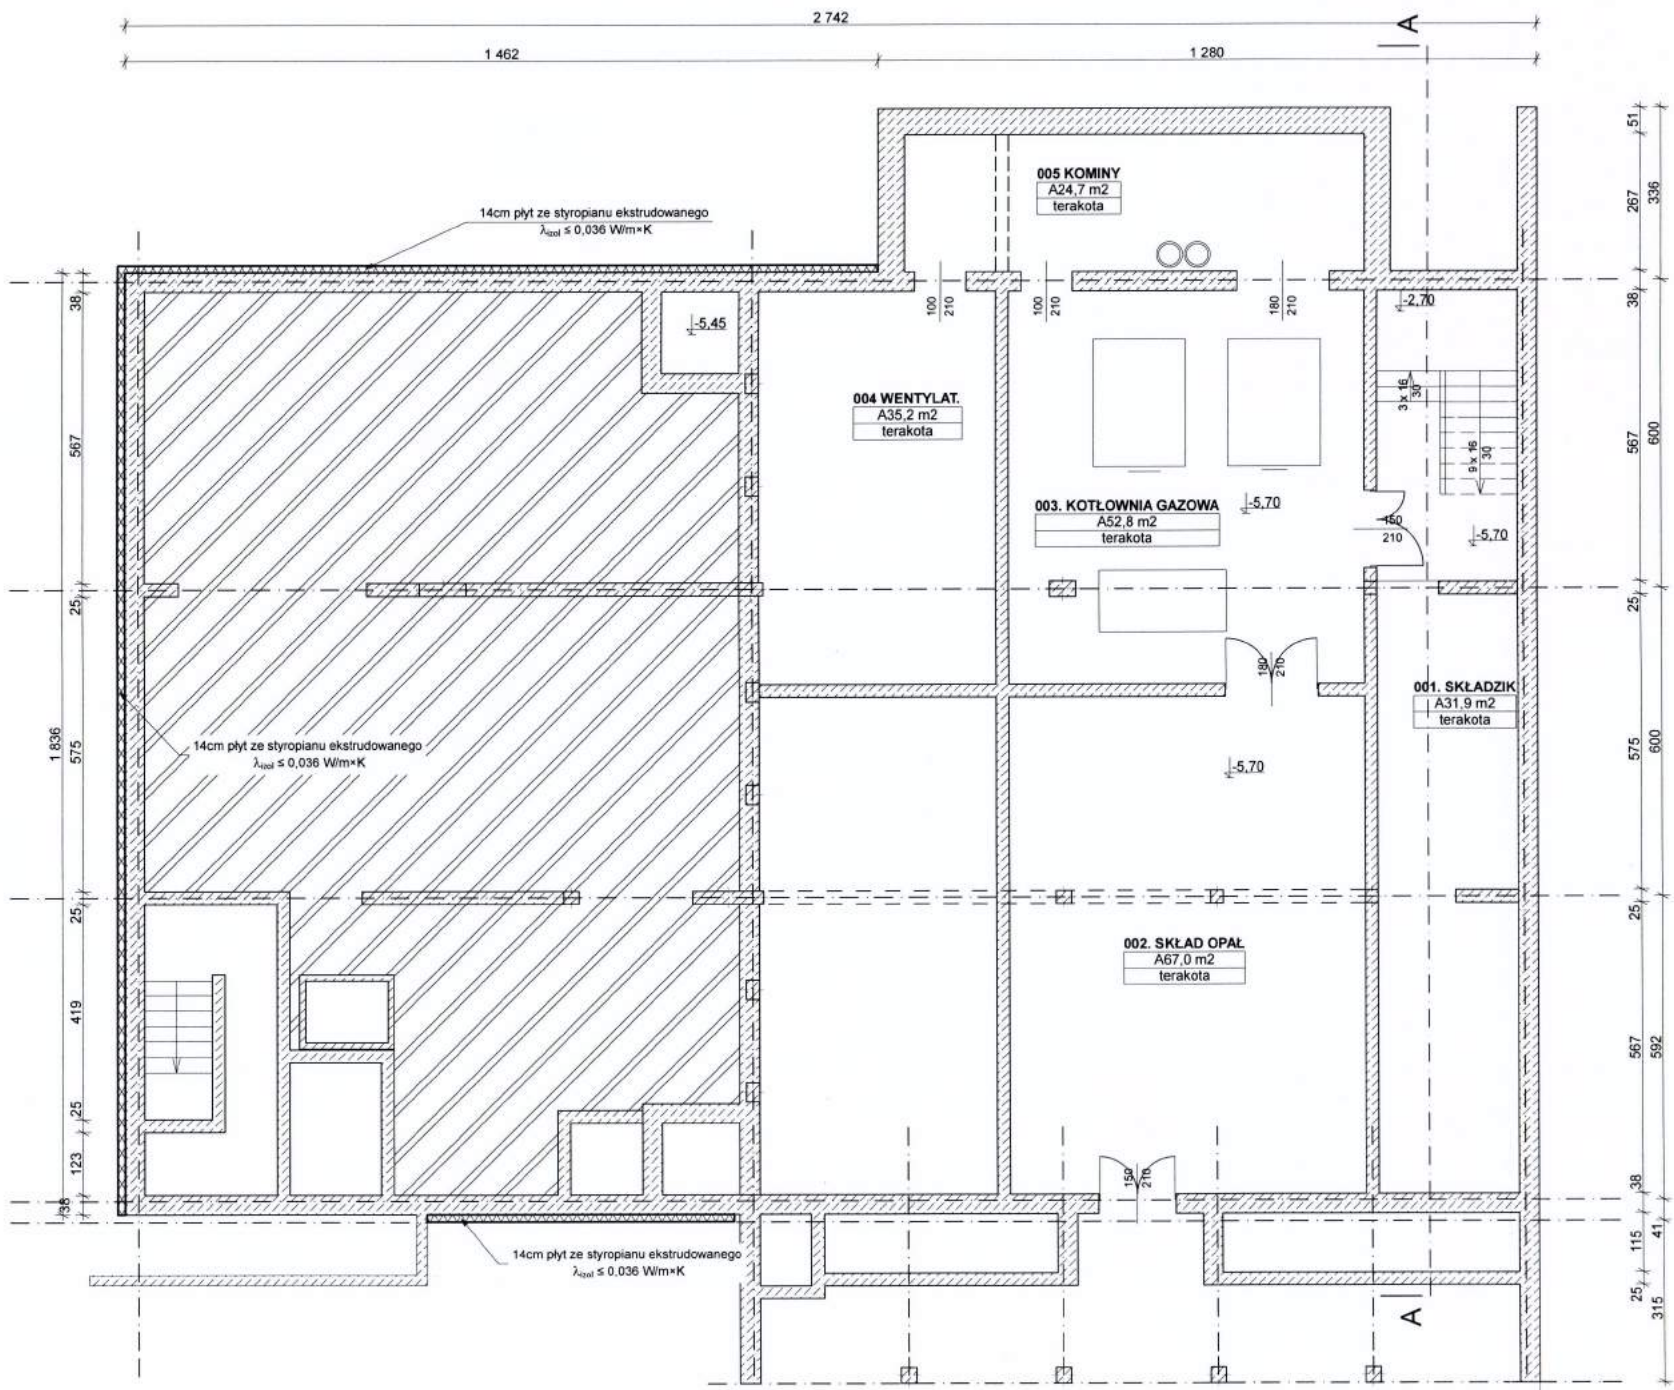 2 742
A
1 462
1 280
51
336
267
005 KOMINY
A24,7 m2
terakota
14cm płyt ze styropianu ekstrudowanego
λizol ≤ 0,036 W/m×K
38
-5,45
100
210
100
210
180
210
-2,70
38
3 x 16
30
004 WENTYLAT.
A35,2 m2
terakota
567
9 x 16
30
567
600
003. KOTŁOWNIA GAZOWA
A52,8 m2
terakota
-5,70
150
210
-5,70
25
25
180
210
001. SKŁADZIK
A31,9 m2
terakota
14cm płyt ze styropianu ekstrudowanego
λizol ≤ 0,036 W/m×K
1 836
575
-5,70
575
600
25
25
002. SKŁAD OPAŁ
A67,0 m2
terakota
419
567
592
25
123
150
210
38
38
14cm płyt ze styropianu ekstrudowanego
λizol ≤ 0,036 W/m×K
115
41
25
315
A